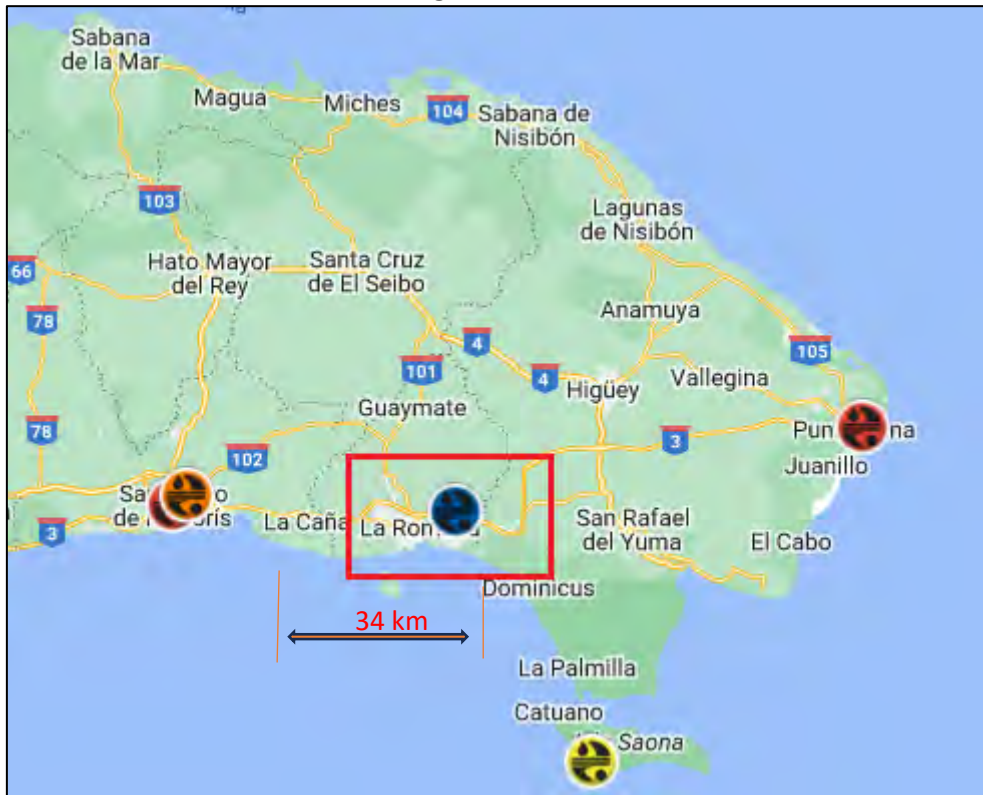 Sabana
de la Mar
Magua
Miches
104
Sabana de
Nisibón
103
Lagunas
de Nisibón
66
Hato Mayor
del Rey
Santa Cruz
de El Seibo
78
Anamuya
4
105
101
4
Vallegina
Higüey
Guaymate
78
102
3
Juanillo
La Caña
San Rafael
del Yuma
El Cabo
3
Dominicus
34 km
La Palmilla
Catuano
Saona